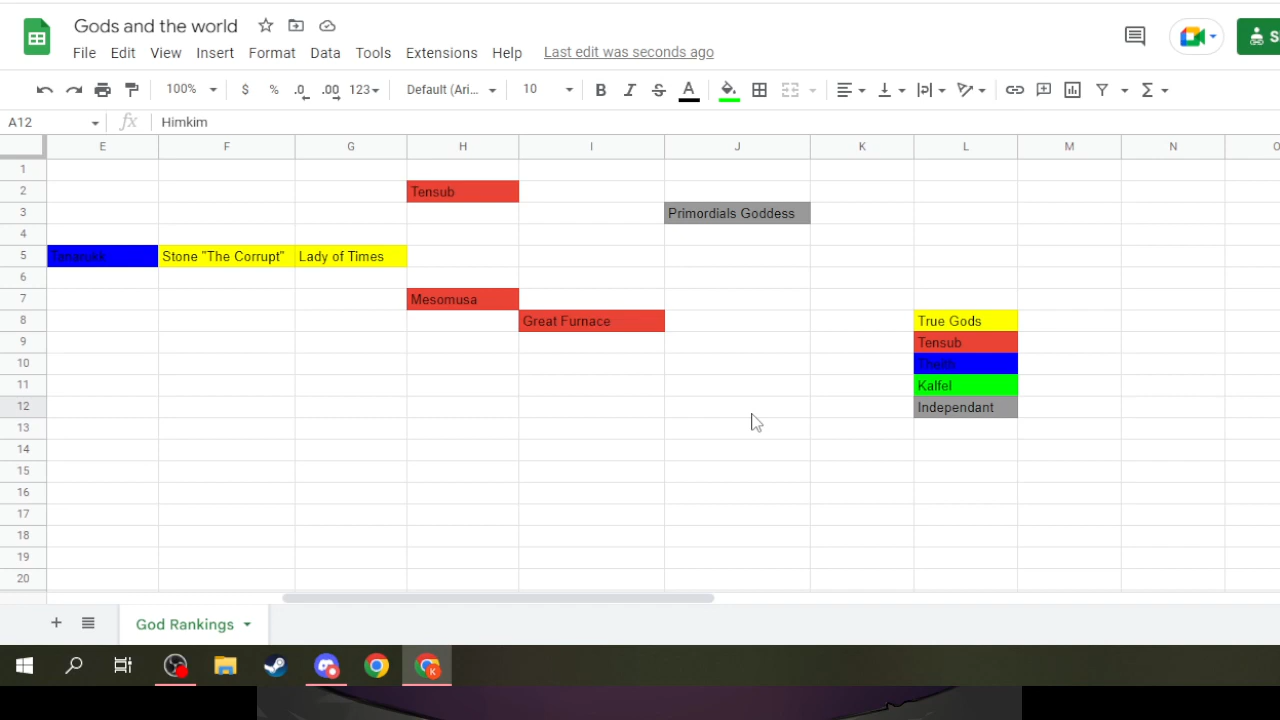 Gods and the world
File Edit View Insert Format Data Tools Extensions Help Last edit was seconds ago
100% $ % .0 .00 123 Default (Ari... 10 B I S A
A12 fx Himkim
E F G H I J K L M N O
1
2 Tensub
3 Primordials Goddess
4
5 Tanarukk Stone "The Corrupt" Lady of Times
6
7 Mesomusa
8 Great Furnace True Gods
9 Tensub
10
11 Kalfel
12 Independant
13
14
15
16
17
18
19
20
+ God Rankings
K